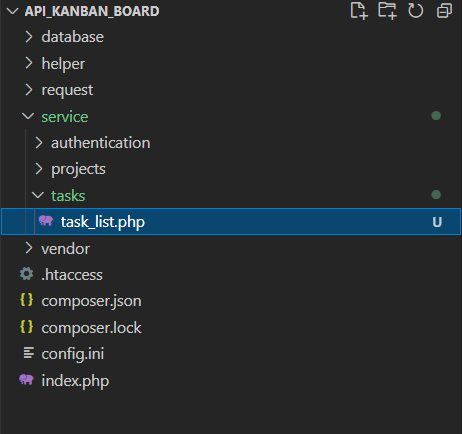 API_KANBAN_BOARD
database
helper
request
service
authentication
projects
tasks
task_list.php U
vendor
.htaccess
{} composer.json
{} composer.lock
config.ini
index.php